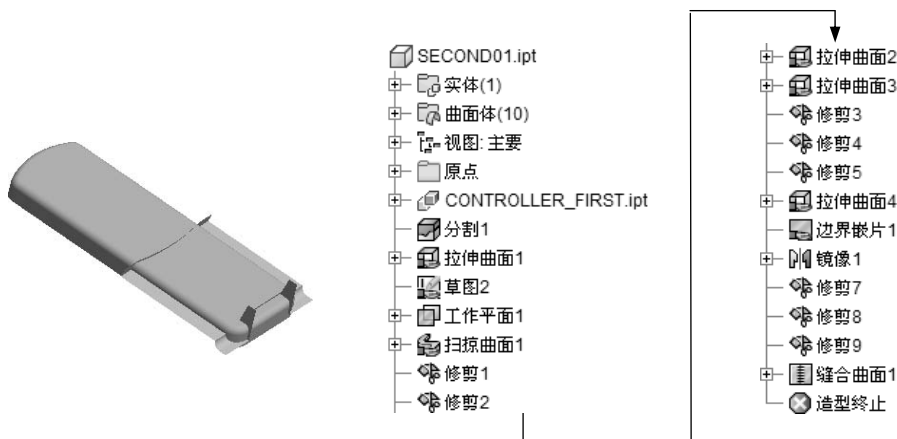 SECOND01.ipt
实体(1)
曲面体(10)
视图: 主要
原点
CONTROLLER_FIRST.ipt
分割1
拉伸曲面1
草图2
工作平面1
扫掠曲面1
修剪1
修剪2
拉伸曲面2
拉伸曲面3
修剪3
修剪4
修剪5
拉伸曲面4
边界嵌片1
镜像1
修剪7
修剪8
修剪9
缝合曲面1
造型终止